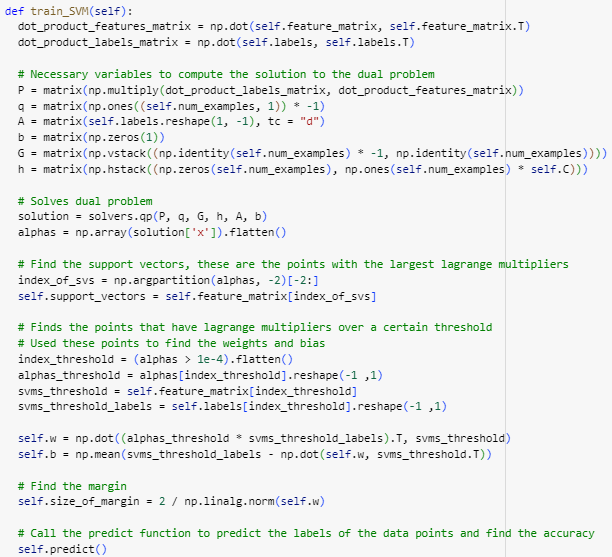 def train_SVM(self):
  dot_product_features_matrix = np.dot(self.feature_matrix, self.feature_matrix.T)
  dot_product_labels_matrix = np.dot(self.labels, self.labels.T)

  # Necessary variables to compute the solution to the dual problem
  P = matrix(np.multiply(dot_product_labels_matrix, dot_product_features_matrix))
  q = matrix(np.ones((self.num_examples, 1)) * -1)
  A = matrix(self.labels.reshape(1, -1), tc = "d")
  b = matrix(np.zeros(1))
  G = matrix(np.vstack((np.identity(self.num_examples) * -1, np.identity(self.num_examples))))
  h = matrix(np.hstack((np.zeros(self.num_examples), np.ones(self.num_examples) * self.C)))

  # Solves dual problem
  solution = solvers.qp(P, q, G, h, A, b)
  alphas = np.array(solution['x']).flatten()

  # Find the support vectors, these are the points with the largest lagrange multipliers
  index_of_svs = np.argpartition(alphas, -2)[-2:]
  self.support_vectors = self.feature_matrix[index_of_svs]

  # Finds the points that have lagrange multipliers over a certain threshold
  # Used these points to find the weights and bias
  index_threshold = (alphas > 1e-4).flatten()
  alphas_threshold = alphas[index_threshold].reshape(-1 ,1)
  svms_threshold = self.feature_matrix[index_threshold]
  svms_threshold_labels = self.labels[index_threshold].reshape(-1 ,1)

  self.w = np.dot((alphas_threshold * svms_threshold_labels).T, svms_threshold)
  self.b = np.mean(svms_threshold_labels - np.dot(self.w, svms_threshold.T))

  # Find the margin
  self.size_of_margin = 2 / np.linalg.norm(self.w)

  # Call the predict function to predict the labels of the data points and find the accuracy
  self.predict()